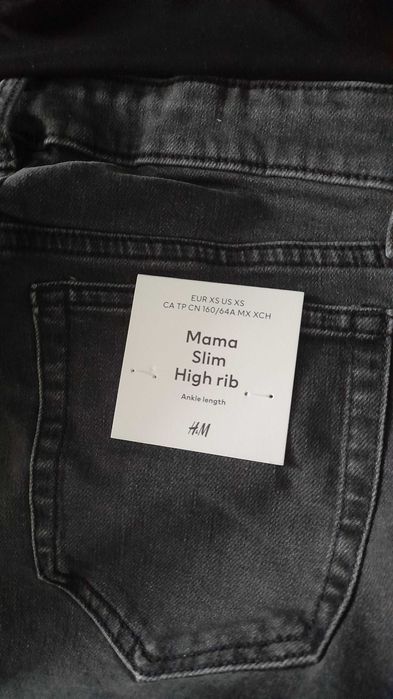 EUR XS US XS
CA TP CN 160/64A MX XCH
Mama
Slim
High rib
Ankle length
H&M